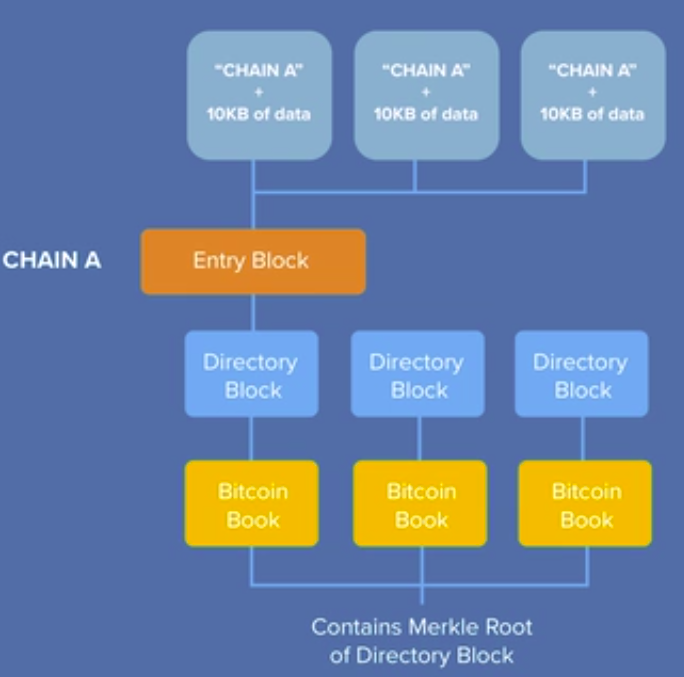 “CHAIN A” “CHAIN A” “CHAIN A”
+ + +
10KB of data 10KB of data 10KB of data
CHAIN A Entry Block
Directory Directory Directory
Block Block Block
Bitcoin Bitcoin Bitcoin
Book Book Book
Contains Merkle Root
of Directory Block